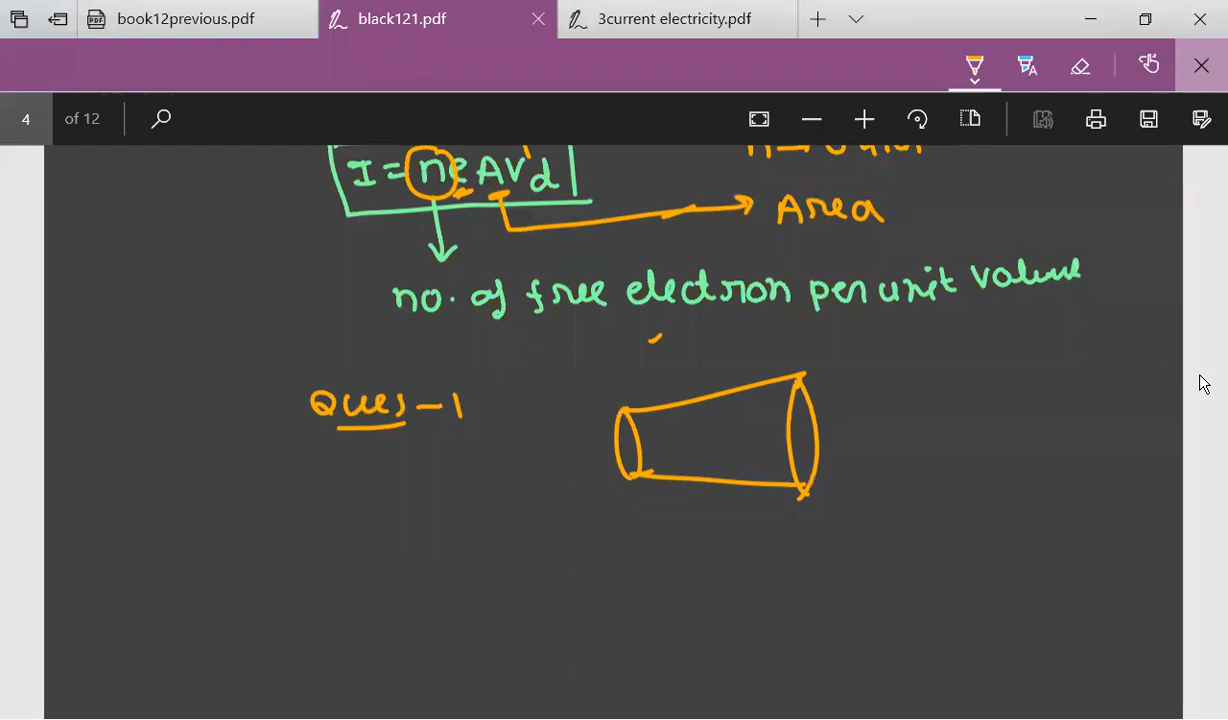 book12previous.pdf
black121.pdf
3current electricity.pdf
4 of 12
I = neAVd
Area
no. of free electron per unit
Ques-1